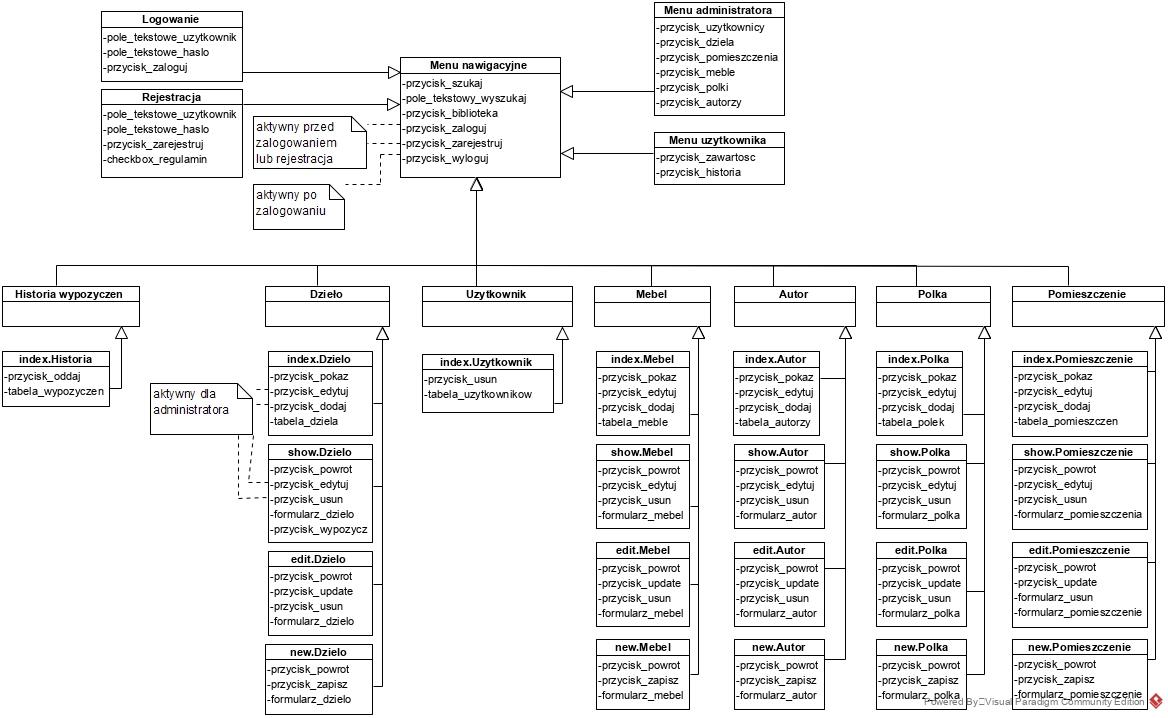 Logowanie
-pole_tekstowe_uzytkownik
-pole_tekstowe_haslo
-przycisk_zaloguj
Rejestracja
-pole_tekstowe_uzytkownik
-pole_tekstowe_haslo
-przycisk_zarejestruj
-checkbox_regulamin
Menu nawigacyjne
-przycisk_szukaj
-pole_tekstowy_wyszukaj
-przycisk_biblioteka
-przycisk_zaloguj
-przycisk_zarejestruj
-przycisk_wyloguj
Menu administratora
-przycisk_uzytkownicy
-przycisk_dziela
-przycisk_pomieszczenia
-przycisk_meble
-przycisk_polki
-przycisk_autorzy
Menu uzytkownika
-przycisk_zawartosc
-przycisk_historia
aktywny przed
zalogowaniem
lub rejestracja
aktywny po
zalogowaniu
Historia wypozyczen
index.Historia
-przycisk_oddaj
-tabela_wypozyczen
Dzieło
index.Dzielo
-przycisk_pokaz
-przycisk_edytuj
-przycisk_dodaj
-tabela_dziela
aktywny dla
administratora
show.Dzielo
-przycisk_powrot
-przycisk_edytuj
-przycisk_usun
-formularz_dzielo
-przycisk_wypozycz
edit.Dzielo
-przycisk_powrot
-przycisk_update
-przycisk_usun
-formularz_dzielo
new.Dzielo
-przycisk_powrot
-przycisk_zapisz
-formularz_dzielo
Uzytkownik
index.Uzytkownik
-przycisk_usun
-tabela_uzytkownikow
Mebel
index.Mebel
-przycisk_pokaz
-przycisk_edytuj
-przycisk_dodaj
-tabela_meble
show.Mebel
-przycisk_powrot
-przycisk_edytuj
-przycisk_usun
-formularz_mebel
edit.Mebel
-przycisk_powrot
-przycisk_update
-przycisk_usun
-formularz_mebel
new.Mebel
-przycisk_powrot
-przycisk_zapisz
-formularz_mebel
Autor
index.Autor
-przycisk_pokaz
-przycisk_edytuj
-przycisk_dodaj
-tabela_autorzy
show.Autor
-przycisk_powrot
-przycisk_edytuj
-przycisk_usun
-formularz_autor
edit.Autor
-przycisk_powrot
-przycisk_update
-przycisk_usun
-formularz_autor
new.Autor
-przycisk_powrot
-przycisk_zapisz
-formularz_autor
Polka
index.Polka
-przycisk_pokaz
-przycisk_edytuj
-przycisk_dodaj
-tabela_polek
show.Polka
-przycisk_powrot
-przycisk_edytuj
-przycisk_usun
-formularz_polka
edit.Polka
-przycisk_powrot
-przycisk_update
-przycisk_usun
-formularz_polka
new.Polka
-przycisk_powrot
-przycisk_zapisz
-formularz_polka
Pomieszczenie
index.Pomieszczenie
-przycisk_pokaz
-przycisk_edytuj
-przycisk_dodaj
-tabela_pomieszczen
show.Pomieszczenie
-przycisk_powrot
-przycisk_edytuj
-przycisk_usun
-formularz_pomieszczenia
edit.Pomieszczenie
-przycisk_powrot
-przycisk_update
-formularz_usun
-formularz_pomieszczenie
new.Pomieszczenie
-przycisk_powrot
-przycisk_zapisz
-formularz_pomieszczenie
Powered By Visual Paradigm Community Edition